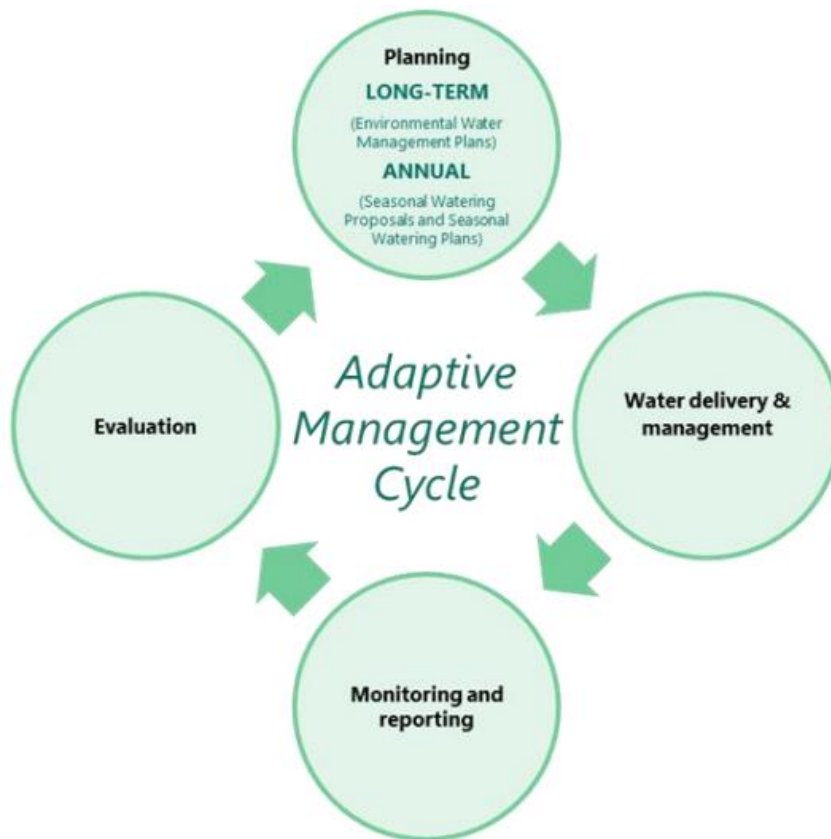 Planning
LONG-TERM
(Environmental Water
Management Plans)
ANNUAL
(Seasonal Watering
Proposals and Seasonal
Watering Plans)
Water delivery &
management
Monitoring and
reporting
Evaluation
Adaptive
Management
Cycle